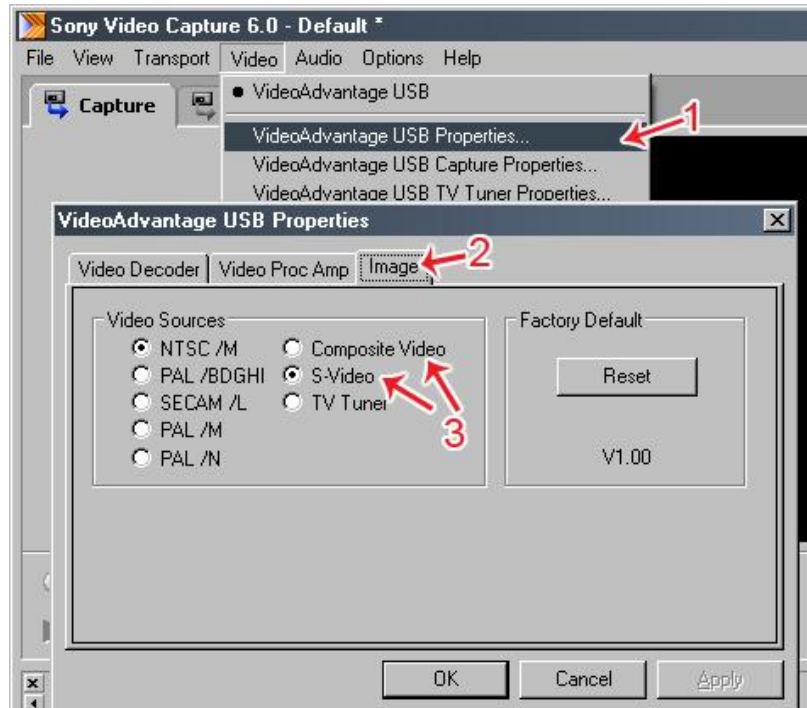 Sony Video Capture 6.0 - Default *
File View Transport Video Audio Options Help
Capture
VideoAdvantage USB
VideoAdvantage USB Properties...
1
VideoAdvantage USB Capture Properties...
VideoAdvantage USB TV Tuner Properties...
VideoAdvantage USB Properties
Video Decoder Video Proc Amp Image
2
Video Sources
NTSC /M Composite Video
PAL /BDGHI S-Video
SECAM /L TV Tuner
PAL /M
PAL /N
3
Factory Default
Reset
V1.00
OK Cancel Apply